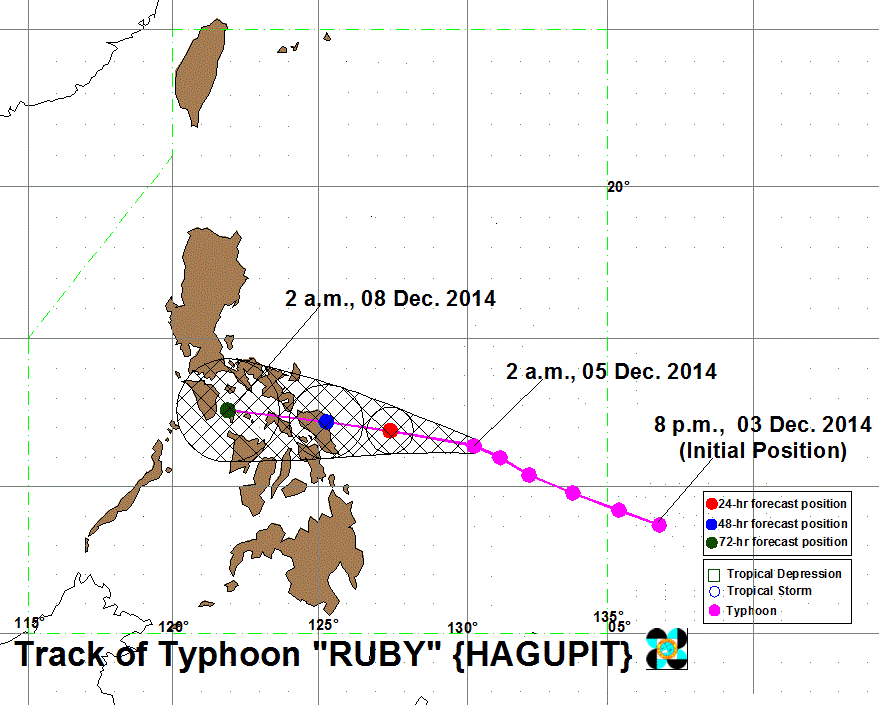 20°
2 a.m., 08 Dec. 2014
2 a.m., 05 Dec. 2014
8 p.m., 03 Dec. 2014
(Initial Position)
24-hr forecast position
48-hr forecast position
72-hr forecast position
Tropical Depression
Tropical Storm
Typhoon
115° 120° 125° 130° 135°
05°
Track of Typhoon "RUBY" {HAGUPIT}